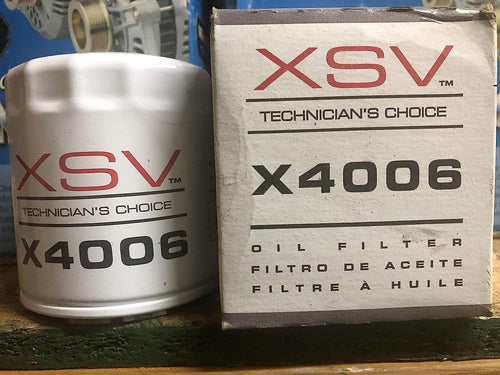 XSV™
TECHNICIAN'S CHOICE
X4006
XSV™
TECHNICIAN'S CHOICE
X4006
OIL FILTER
FILTRO DE ACEITE
FILTRE À HUILE